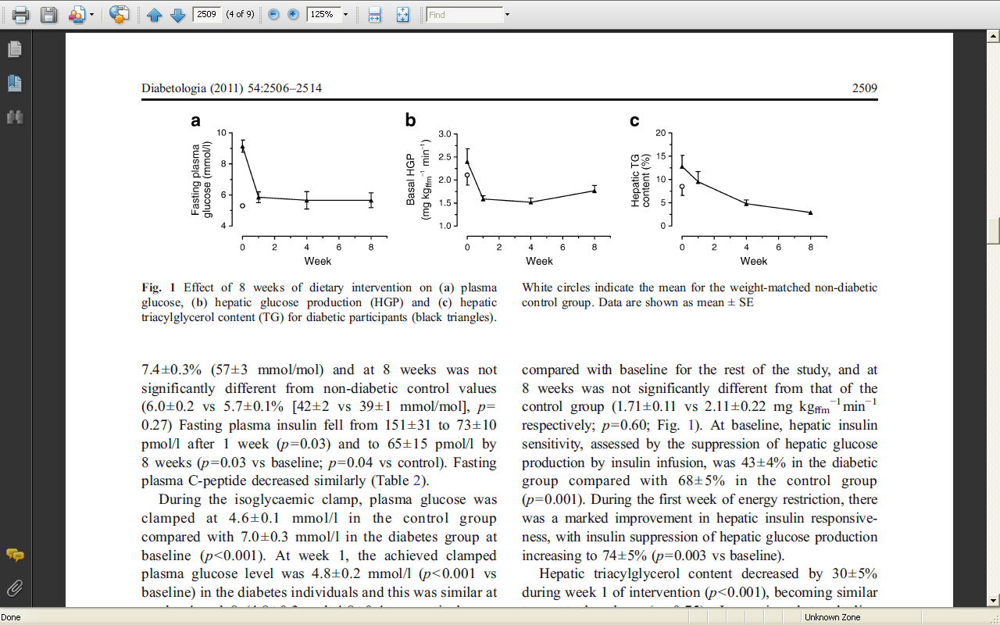 2509 (4 of 9) 125% Find
Diabetologia (2011) 54:2506–2514 2509
a
Fasting plasma
glucose (mmol/l)
10
8
6
4
0 2 4 6 8
Week
b
Basal HGP
(mg kgffm−1 min−1)
3.0
2.5
2.0
1.5
1.0
0 2 4 6 8
Week
c
Hepatic TG
content (%)
20
15
10
5
0
0 2 4 6 8
Week
Fig. 1 Effect of 8 weeks of dietary intervention on (a) plasma
glucose, (b) hepatic glucose production (HGP) and (c) hepatic
triacylglycerol content (TG) for diabetic participants (black triangles).
White circles indicate the mean for the weight-matched non-diabetic
control group. Data are shown as mean ± SE
7.4±0.3% (57±3 mmol/mol) and at 8 weeks was not
significantly different from non-diabetic control values
(6.0±0.2 vs 5.7±0.1% [42±2 vs 39±1 mmol/mol], p=
0.27) Fasting plasma insulin fell from 151±31 to 73±10
pmol/l after 1 week (p=0.03) and to 65±15 pmol/l by
8 weeks (p=0.03 vs baseline; p=0.04 vs control). Fasting
plasma C-peptide decreased similarly (Table 2).
During the isoglycaemic clamp, plasma glucose was
clamped at 4.6±0.1 mmol/l in the control group
compared with 7.0±0.3 mmol/l in the diabetes group at
baseline (p<0.001). At week 1, the achieved clamped
plasma glucose level was 4.8±0.2 mmol/l (p<0.001 vs
baseline) in the diabetes individuals and this was similar at
compared with baseline for the rest of the study, and at
8 weeks was not significantly different from that of the
control group (1.71±0.11 vs 2.11±0.22 mg kgffm−1min−1
respectively; p=0.60; Fig. 1). At baseline, hepatic insulin
sensitivity, assessed by the suppression of hepatic glucose
production by insulin infusion, was 43±4% in the diabetic
group compared with 68±5% in the control group
(p=0.001). During the first week of energy restriction, there
was a marked improvement in hepatic insulin responsive-
ness, with insulin suppression of hepatic glucose production
increasing to 74±5% (p=0.003 vs baseline).
Hepatic triacylglycerol content decreased by 30±5%
during week 1 of intervention (p<0.001), becoming similar
Done Unknown Zone